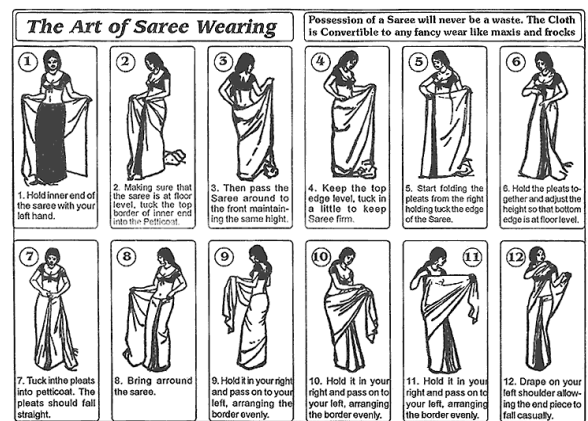 The Art of Saree Wearing
Possession of a Saree will never be a waste. The Cloth
is Convertible to any fancy wear like maxis and frocks
1
1. Hold inner end of
the saree with your
left hand.
2
2. Making sure that
the saree is at floor
level, tuck the top
border of inner end
into the Petticoat.
3
3. Then pass the
Saree around to
the front maintain-
ing the same hight.
4
4. Keep the top
edge level, tuck in
a little to keep
Saree firm.
5
5. Start folding the
pleats from the right
holding tuck the edge
of the Saree.
6
6. Hold the pleats to-
gether and adjust the
height so that bottom
edge is at floor level.
7
7. Tuck inthe pleats
into petticoat. The
pleats should fall
straight.
8
8. Bring arround
the saree.
9
9. Hold it in your right
and pass on to your
left, arranging the
border evenly.
10
10. Hold it in your
right and pass on to
your left, arranging
the border evenly.
11
11. Hold it in your
right and pass on to
your left, arranging
the border evenly.
12
12. Drape on your
left shoulder allow-
ing the end piece to
fall casually.